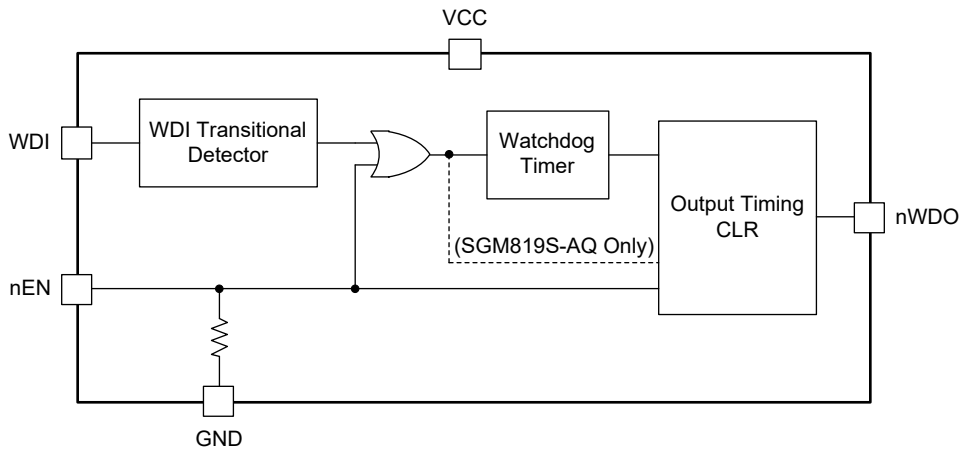 VCC
WDI
WDI Transitional
Detector
Watchdog
Timer
Output Timing
CLR
nWDO
(SGM819S-AQ Only)
nEN
GND